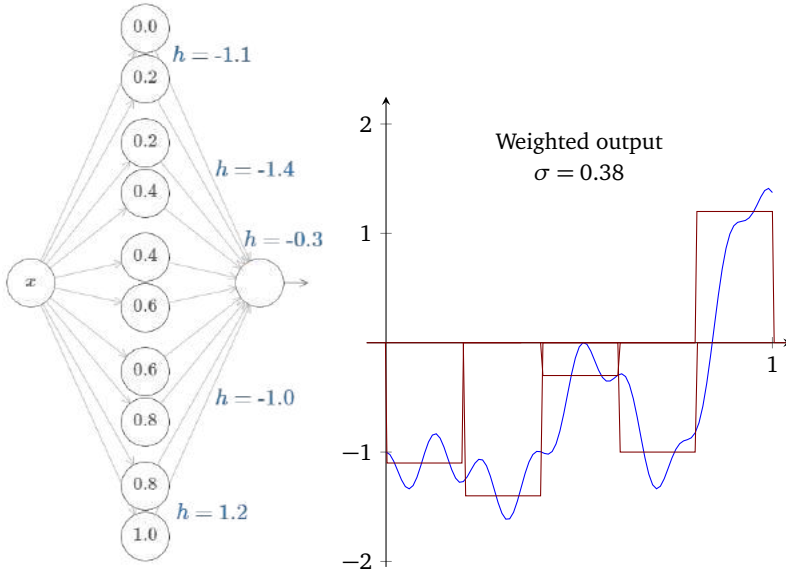 0.0
h = -1.1
0.2
0.2
h = -1.4
0.4
h = -0.3
0.4
x
0.6
0.6
h = -1.0
0.8
0.8
h = 1.2
1.0
Weighted output
σ = 0.38
2
1
1
−1
−2